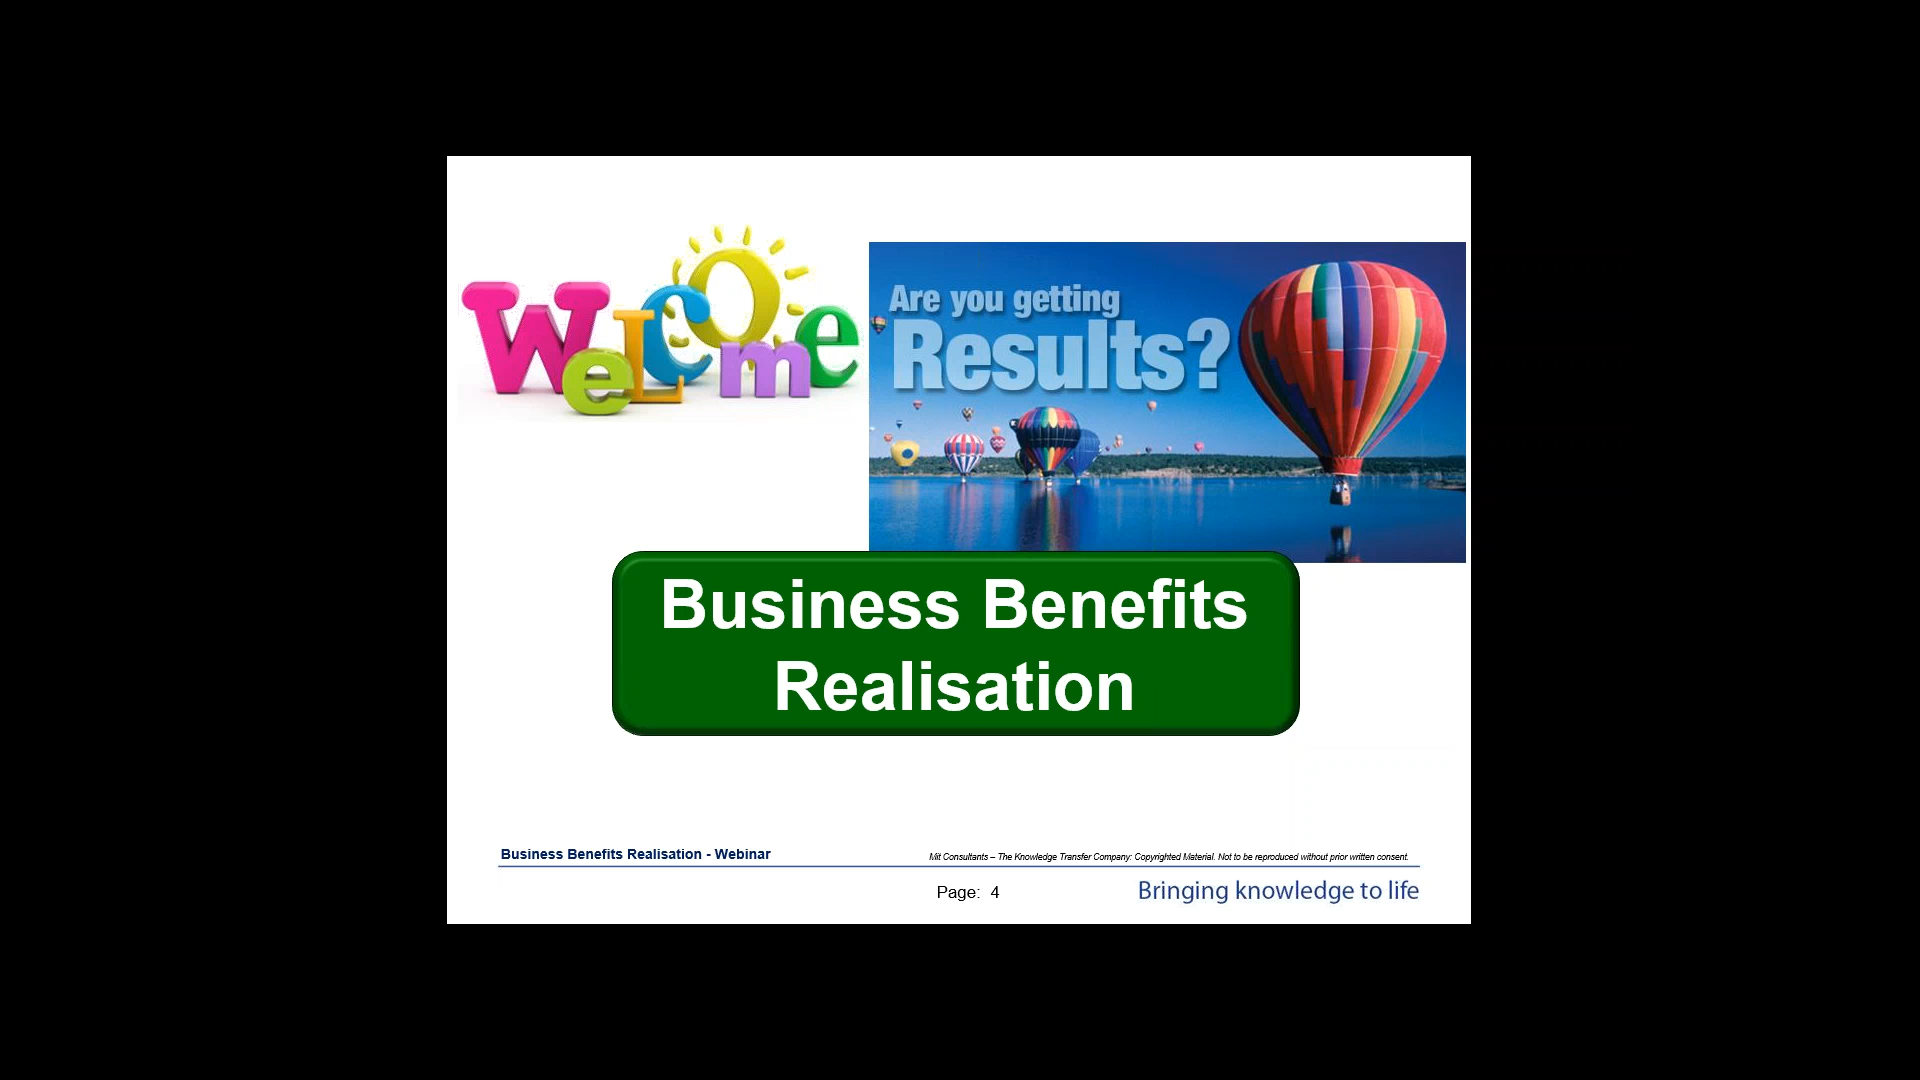 WeLCOme
Are you getting
Results?
Business Benefits
Realisation
Business Benefits Realisation - Webinar
Mit Consultants – The Knowledge Transfer Company: Copyrighted Material. Not to be reproduced without prior written consent.
Page: 4
Bringing knowledge to life